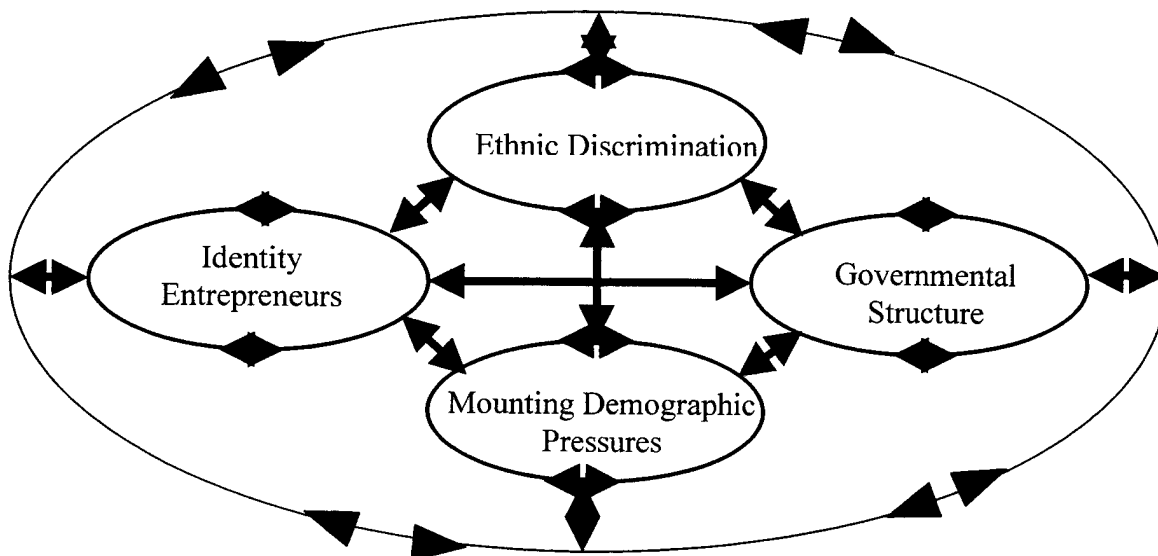 Ethnic Discrimination
Identity
Entrepreneurs
Governmental
Structure
Mounting Demographic
Pressures